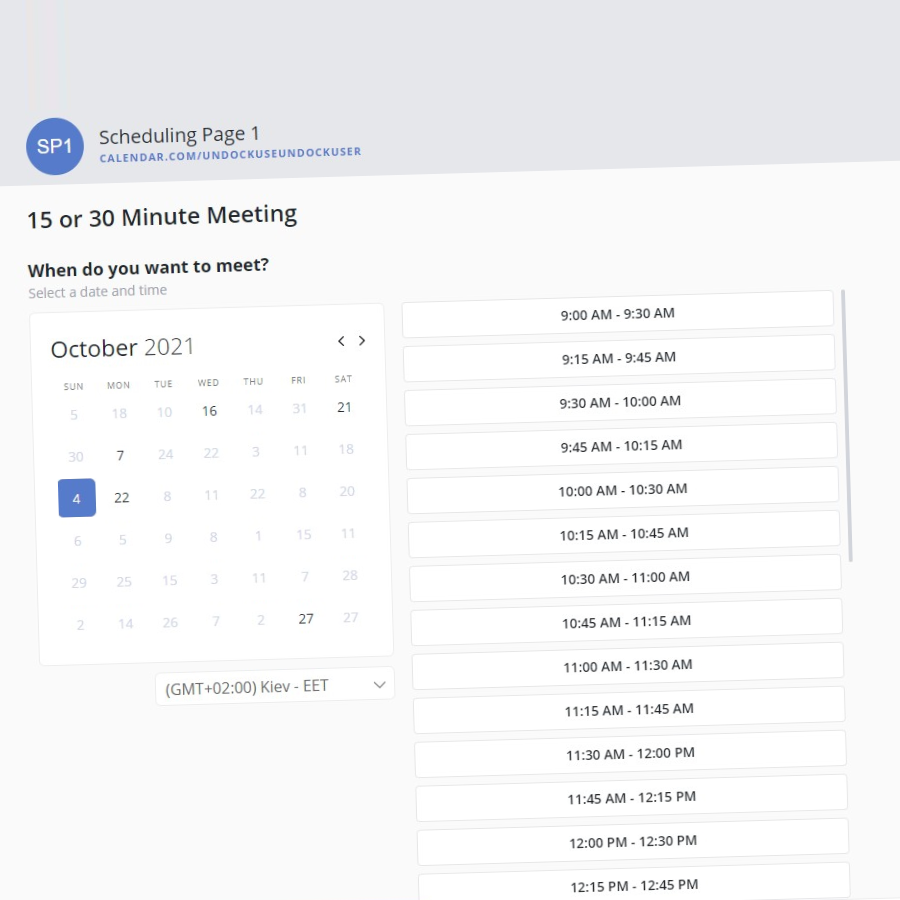 SP1
Scheduling Page 1
CALENDAR.COM/UNDOCKUSEUNDOCKUSER
15 or 30 Minute Meeting
When do you want to meet?
Select a date and time
October 2021
SUN MON TUE WED THU FRI SAT
5 18 10 16 14 31 21
30 7 24 22 3 11 18
4 22 8 11 22 8 20
6 5 9 8 1 15 11
29 25 15 3 11 7 28
2 14 26 7 2 27 27
(GMT+02:00) Kiev - EET
9:00 AM - 9:30 AM
9:15 AM - 9:45 AM
9:30 AM - 10:00 AM
9:45 AM - 10:15 AM
10:00 AM - 10:30 AM
10:15 AM - 10:45 AM
10:30 AM - 11:00 AM
10:45 AM - 11:15 AM
11:00 AM - 11:30 AM
11:15 AM - 11:45 AM
11:30 AM - 12:00 PM
11:45 AM - 12:15 PM
12:00 PM - 12:30 PM
12:15 PM - 12:45 PM